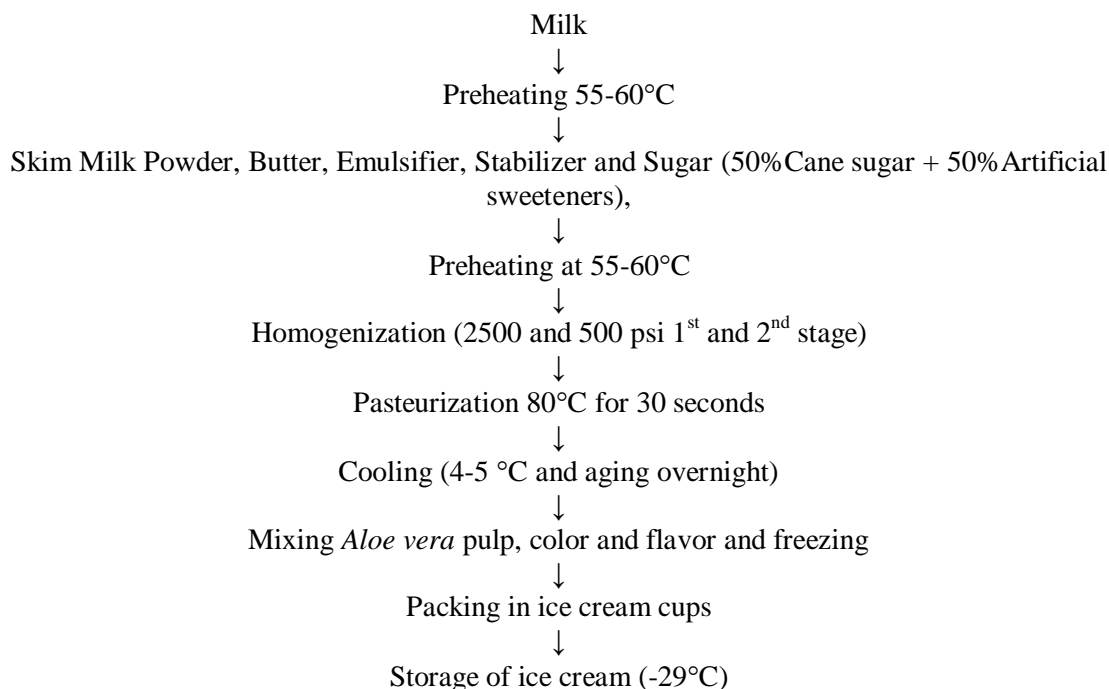 Milk
↓
Preheating 55-60°C
↓
Skim Milk Powder, Butter, Emulsifier, Stabilizer and Sugar (50%Cane sugar + 50%Artificial
sweeteners),
↓
Preheating at 55-60°C
↓
Homogenization (2500 and 500 psi 1st and 2nd stage)
↓
Pasteurization 80°C for 30 seconds
↓
Cooling (4-5 °C and aging overnight)
↓
Mixing Aloe vera pulp, color and flavor and freezing
↓
Packing in ice cream cups
↓
Storage of ice cream (-29°C)